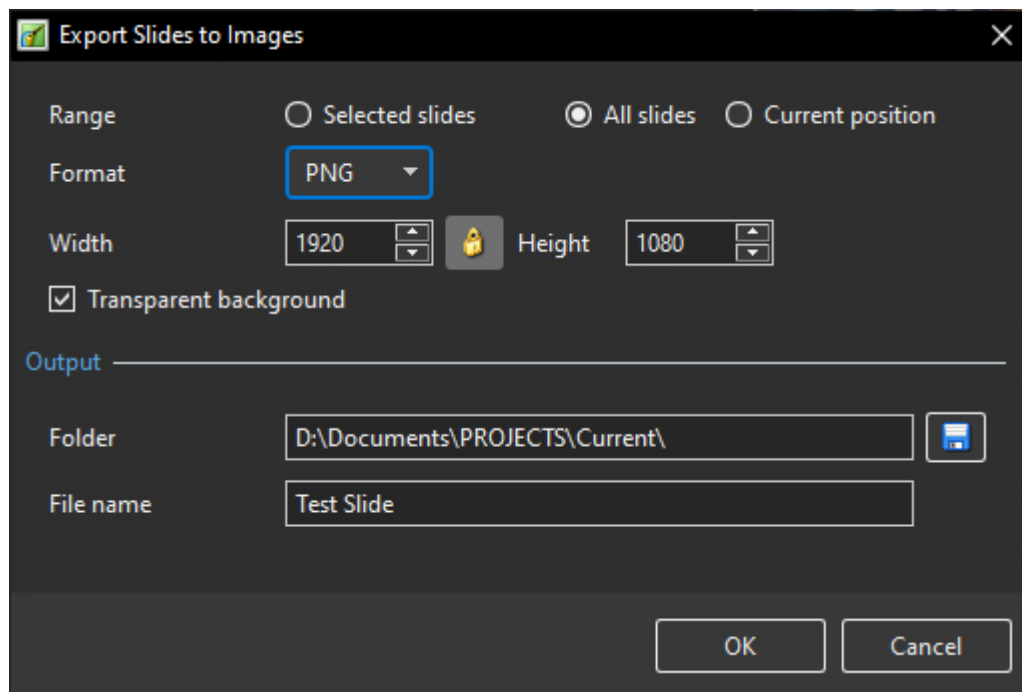 Export Slides to Images
Range Selected slides All slides Current position
Format PNG
Width 1920 Height 1080
Transparent background
Output
Folder D:\Documents\PROJECTS\Current\
File name Test Slide
OK Cancel